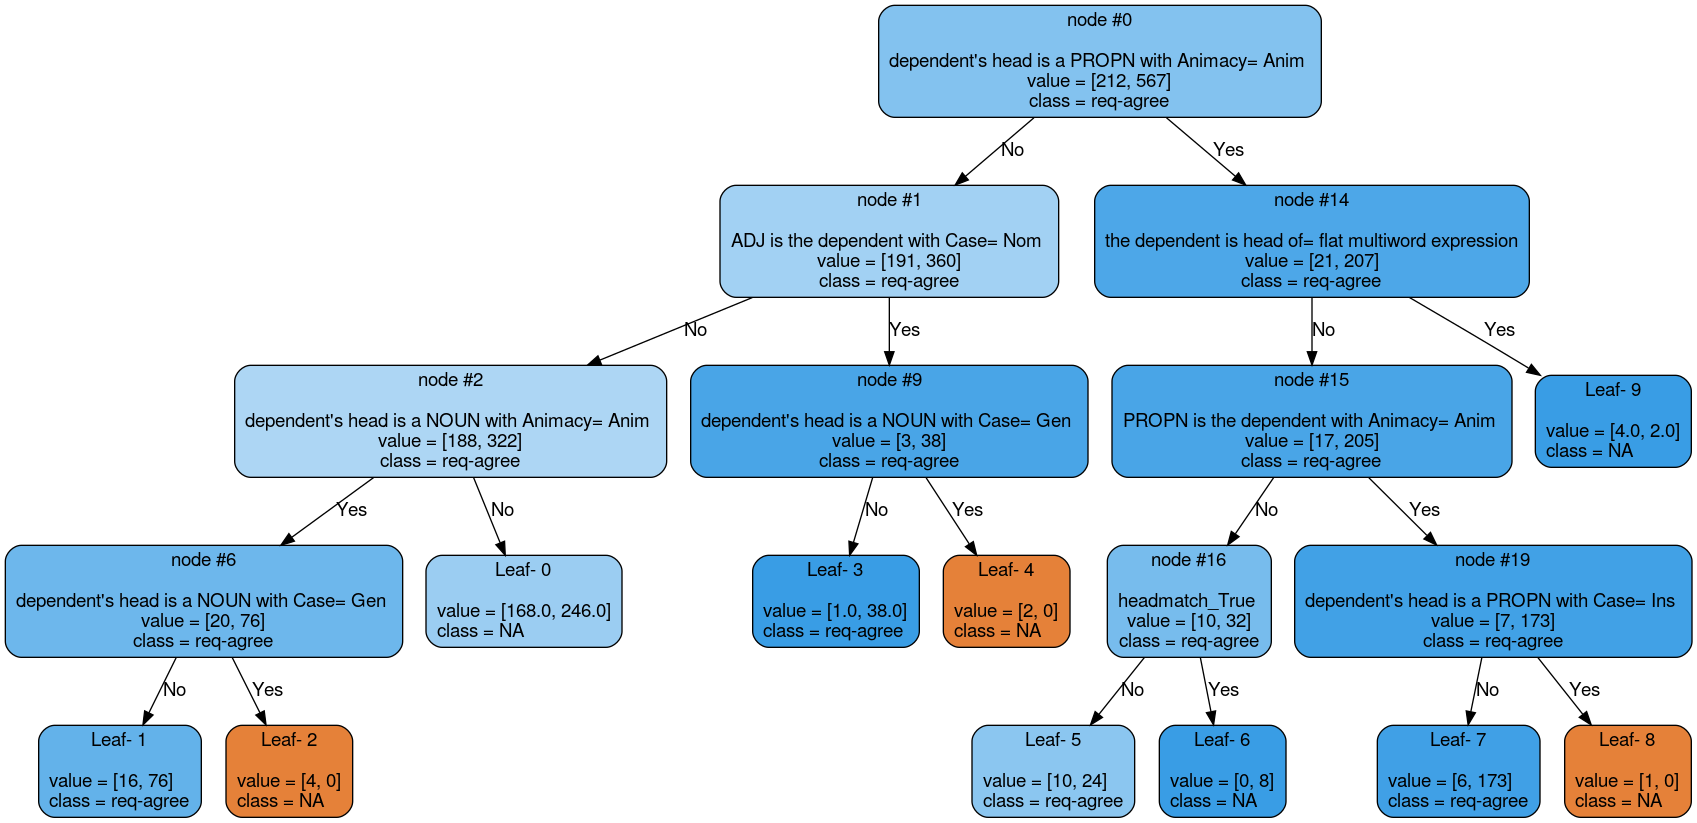 node #0
dependent's head is a PROPN with Animacy= Anim
value = [212, 567]
class = req-agree
No
Yes
node #1
ADJ is the dependent with Case= Nom
value = [191, 360]
class = req-agree
node #14
the dependent is head of= flat multiword expression
value = [21, 207]
class = req-agree
No
Yes
No
Yes
node #2
dependent's head is a NOUN with Animacy= Anim
value = [188, 322]
class = req-agree
node #9
dependent's head is a NOUN with Case= Gen
value = [3, 38]
class = req-agree
node #15
PROPN is the dependent with Animacy= Anim
value = [17, 205]
class = req-agree
Leaf- 9
value = [4.0, 2.0]
class = NA
Yes
No
No
Yes
No
Yes
node #6
dependent's head is a NOUN with Case= Gen
value = [20, 76]
class = req-agree
Leaf- 0
value = [168.0, 246.0]
class = NA
Leaf- 3
value = [1.0, 38.0]
class = req-agree
Leaf- 4
value = [2, 0]
class = NA
node #16
headmatch_True
value = [10, 32]
class = req-agree
node #19
dependent's head is a PROPN with Case= Ins
value = [7, 173]
class = req-agree
No
Yes
No
Yes
No
Yes
Leaf- 1
value = [16, 76]
class = req-agree
Leaf- 2
value = [4, 0]
class = NA
Leaf- 5
value = [10, 24]
class = req-agree
Leaf- 6
value = [0, 8]
class = NA
Leaf- 7
value = [6, 173]
class = req-agree
Leaf- 8
value = [1, 0]
class = NA